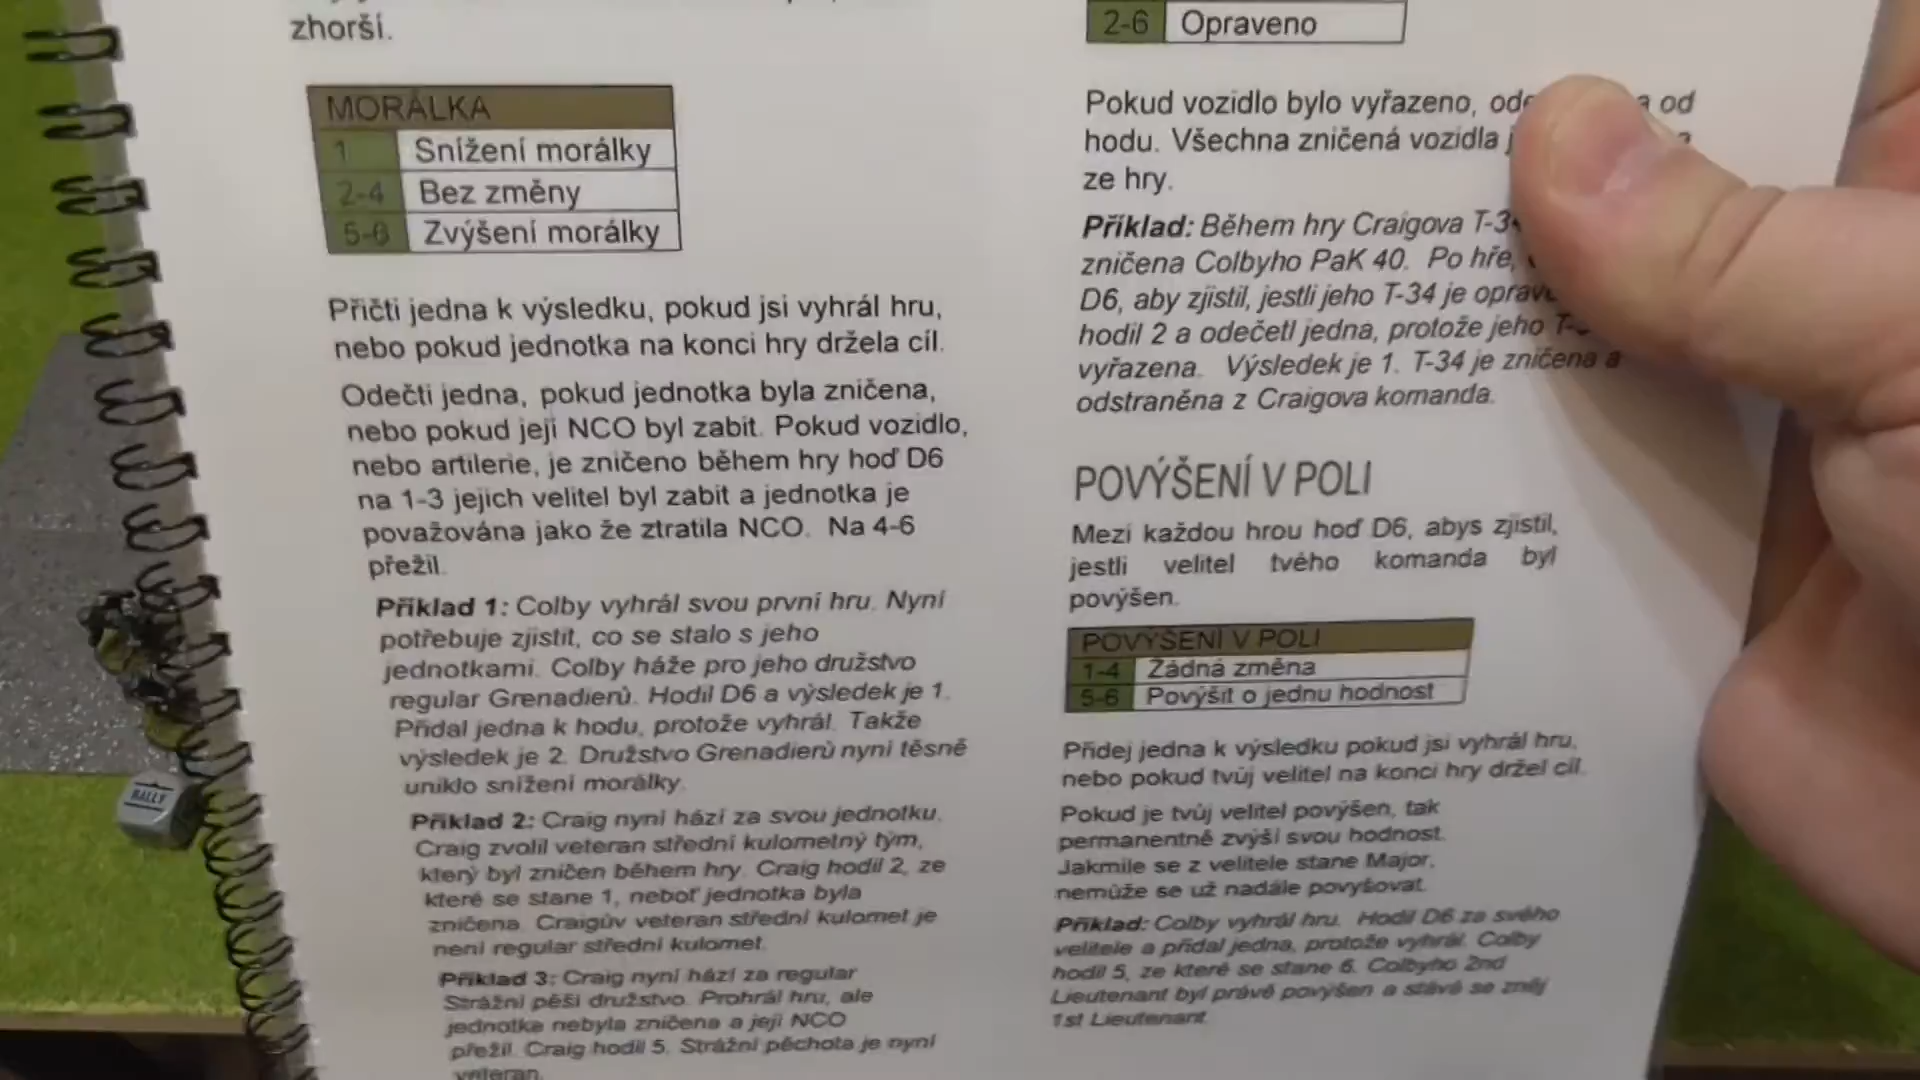 zhorší.
MORÁLKA
1 Snížení morálky
2-4 Bez změny
5-6 Zvýšení morálky
Přičti jedna k výsledku, pokud jsi vyhrál hru,
nebo pokud jednotka na konci hry držela cíl.
Odečti jedna, pokud jednotka byla zničena,
nebo pokud její NCO byl zabit. Pokud vozidlo,
nebo artilerie, je zničeno během hry hoď D6
na 1-3 jejich velitel byl zabit a jednotka je
považována jako že ztratila NCO. Na 4-6
přežil.
Příklad 1: Colby vyhrál svou první hru. Nyní
potřebuje zjistit, co se stalo s jeho
jednotkami. Colby háže pro jeho družstvo
regular Grenadierů. Hodil D6 a výsledek je 1.
Přidal jedna k hodu, protože vyhrál. Takže
výsledek je 2. Družstvo Grenadierů nyní těsně
uniklo snížení morálky.
Příklad 2: Craig nyní hází za svou jednotku.
Craig zvolil veteran střední kulometný tým,
který byl zničen během hry. Craig hodil 2, ze
které se stane 1, neboť jednotka byla
zničena. Craigův veteran střední kulomet je
není regular střední kulomet.
Příklad 3: Craig nyní hází za regular
Strážní pěší družstvo. Prohrál hru, ale
jednotka nebyla zničena a její NCO
přežil. Craig hodil 5. Strážní pěchota je nyní
veteran.
2-6 Opraveno
Pokud vozidlo bylo vyřazeno, od
hodu. Všechna zničená vozidla
ze hry.
Příklad: Během hry Craigova
zničena Colbyho PaK 40. Po hře,
D6, aby zjistil, jestli jeho T-34 je
hodil 2 a odečetl jedna, protože jeho
vyřazena. Výsledek je 1. T-34 je zničena a
odstraněna z Craigova komanda.
POVÝŠENÍ V POLI
Mezi každou hrou hoď D6, abys zjistil,
jestli velitel tvého komanda byl
povýšen.
POVÝŠENÍ V POLI
1-4 Žádná změna
5-6 Povýšit o jednu hodnost
Přidej jedna k výsledku pokud jsi vyhrál hru,
nebo pokud tvůj velitel na konci hry držel cíl.
Pokud je tvůj velitel povýšen, tak
permanentně zvýší svou hodnost.
Jakmile se z velitele stane Major,
nemůže se už nadále povyšovat.
Příklad: Colby vyhrál hru. Hodil D6 za svého
velitele a přidal jedna, protože vyhrál. Colby
hodil 5, ze které se stane 6. Colbyho 2nd
Lieutenant byl právě povýšen a stává se z něj
1st Lieutenant.
RALLY